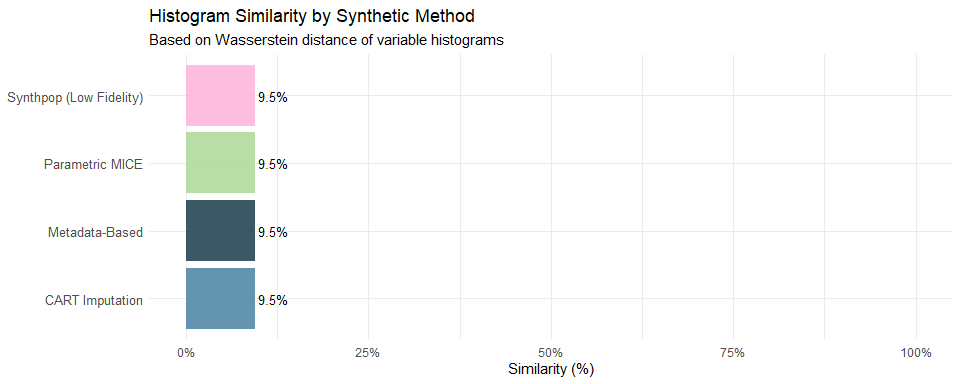 Histogram Similarity by Synthetic Method
Based on Wasserstein distance of variable histograms
Synthpop (Low Fidelity)
9.5%
Parametric MICE
9.5%
Metadata-Based
9.5%
CART Imputation
9.5%
0%
25%
50%
75%
100%
Similarity (%)